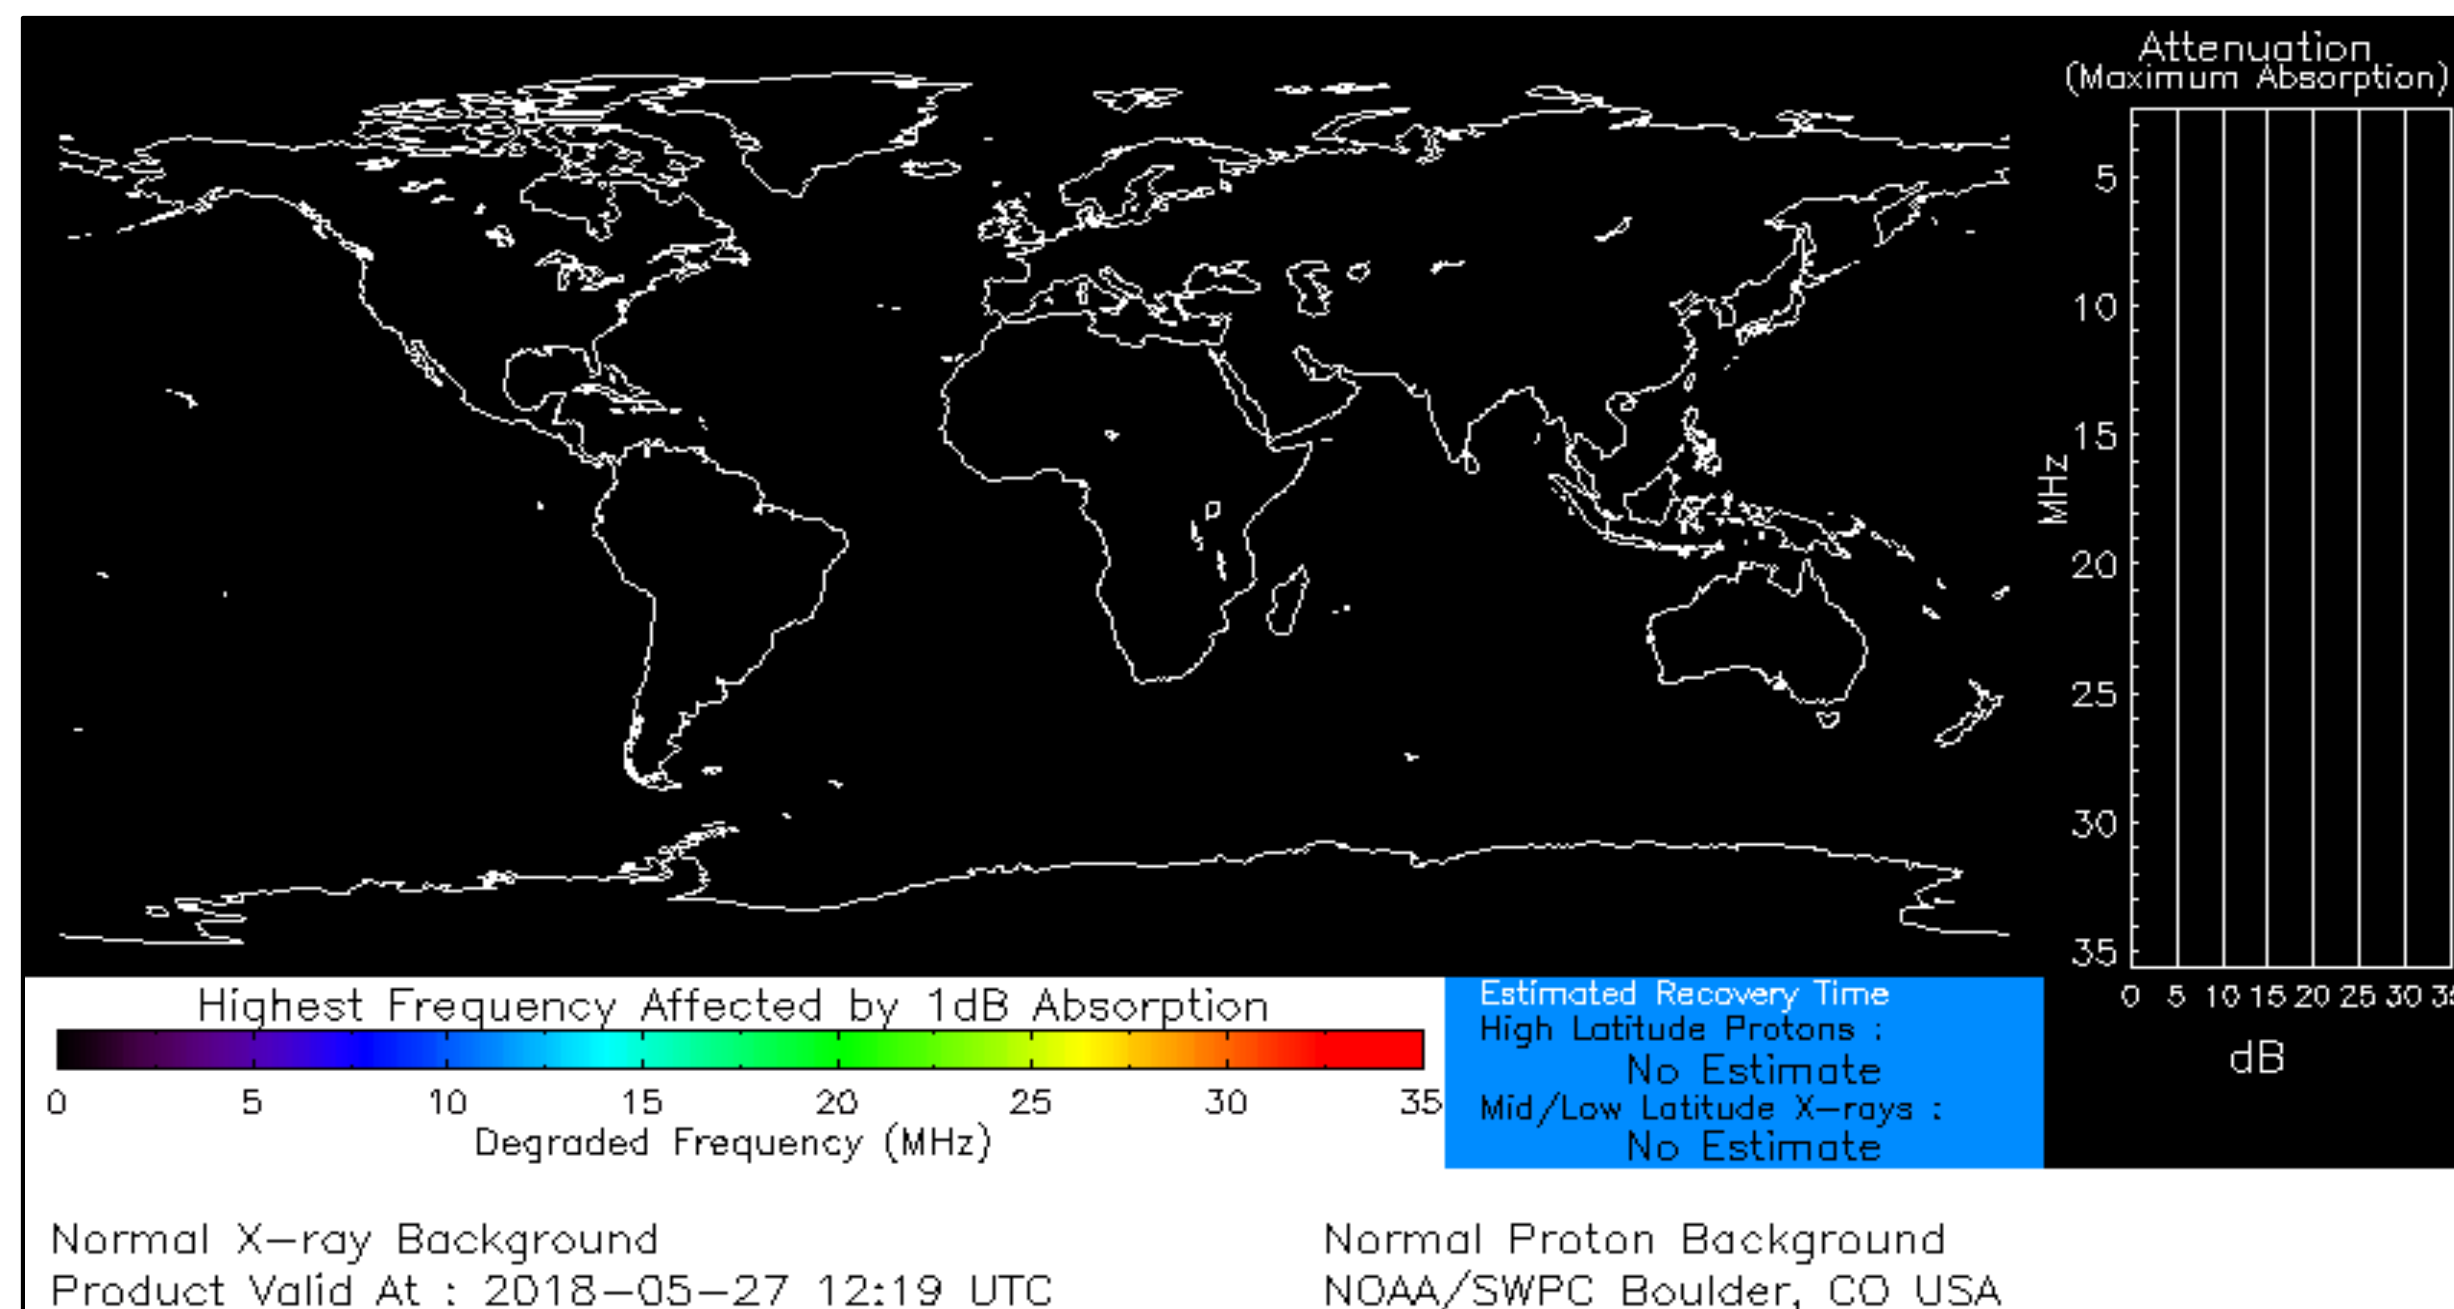 Attenuation
(Maximum Absorption)
5
10
15
20
25
30
35
MHz
0 5 10 15 20 25 30
dB
Highest Frequency Affected by 1dB Absorption
0 5 10 15 20 25 30 35
Degraded Frequency (MHz)
Estimated Recovery Time
High Latitude Protons :
No Estimate
Mid/Low Latitude X-rays :
No Estimate
Normal X-ray Background
Product Valid At : 2018-05-27 12:19 UTC
Normal Proton Background
NOAA/SWPC Boulder, CO USA